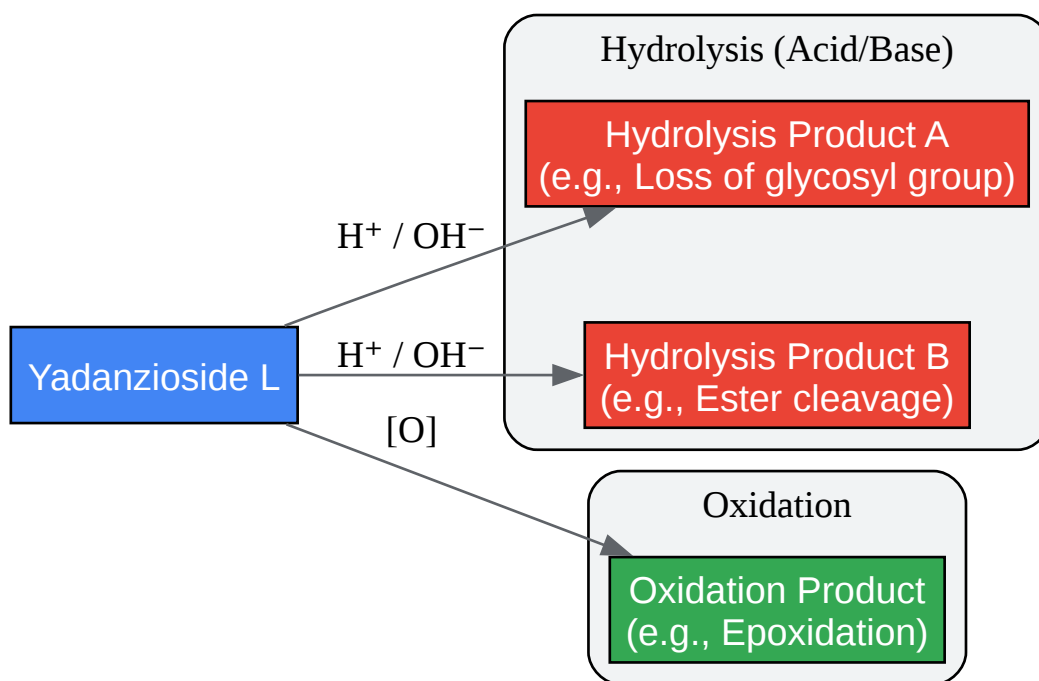 Hydrolysis (Acid/Base)
Hydrolysis Product A
(e.g., Loss of glycosyl group)
H⁺ / OH⁻
Yadanzioside L
H⁺ / OH⁻
Hydrolysis Product B
(e.g., Ester cleavage)
[O]
Oxidation
Oxidation Product
(e.g., Epoxidation)